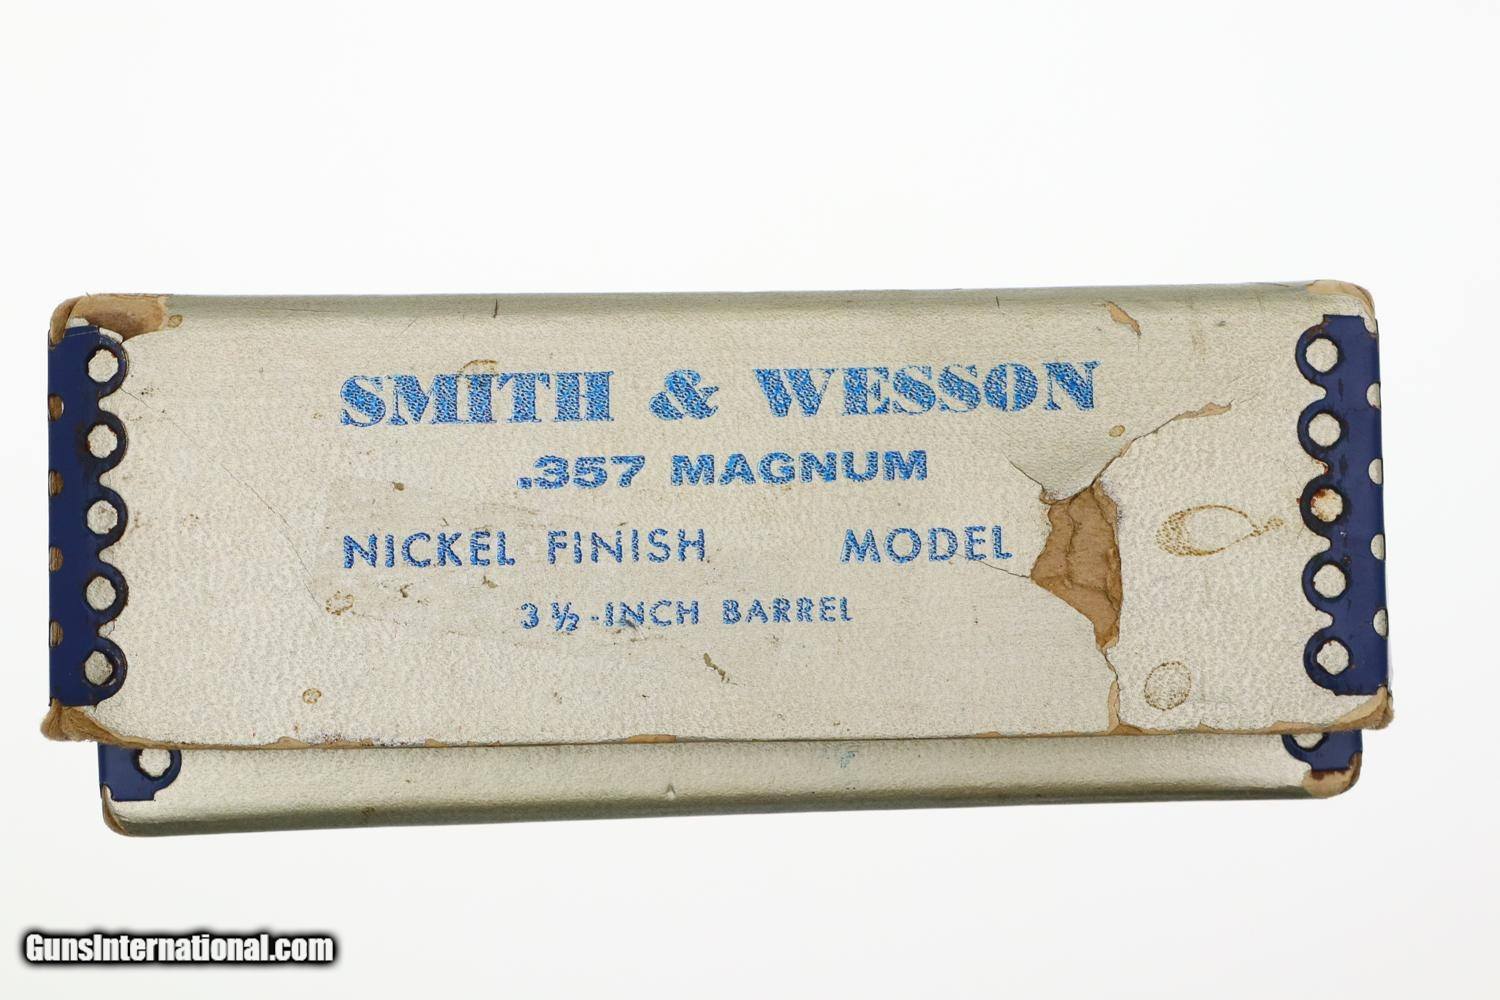 SMITH & WESSON
.357 MAGNUM
NICKEL FINISH MODEL
3 ½-INCH BARREL
GunsInternational.com